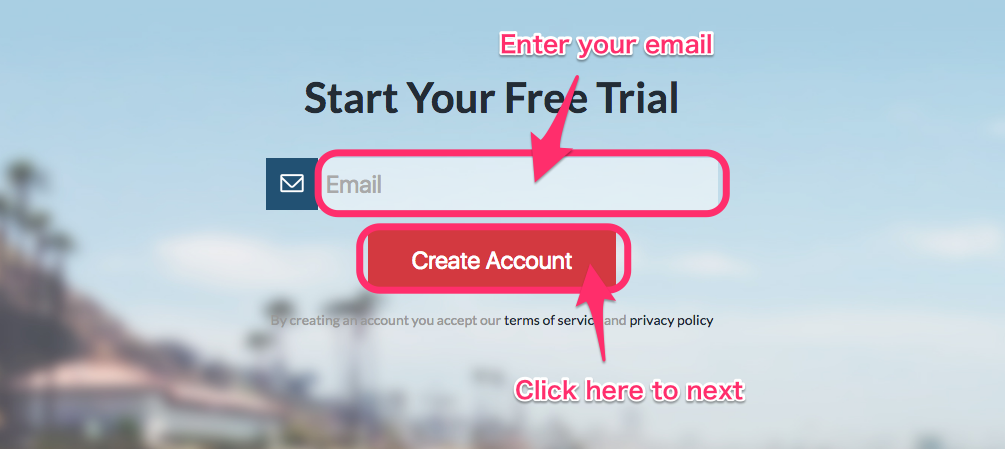 Enter your email
Start Your Free Trial
Email
Create Account
By creating an account you accept our terms of service and privacy policy
Click here to next